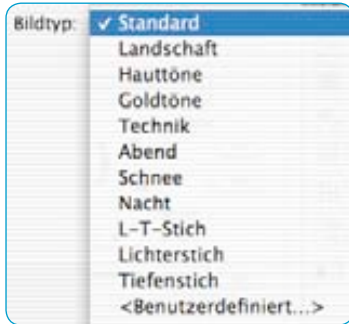 Bildtyp: ✓ Standard
Landschaft
Hauttöne
Goldtöne
Technik
Abend
Schnee
Nacht
L-T-Stich
Lichterstich
Tiefenstich
<Benutzerdefiniert...>